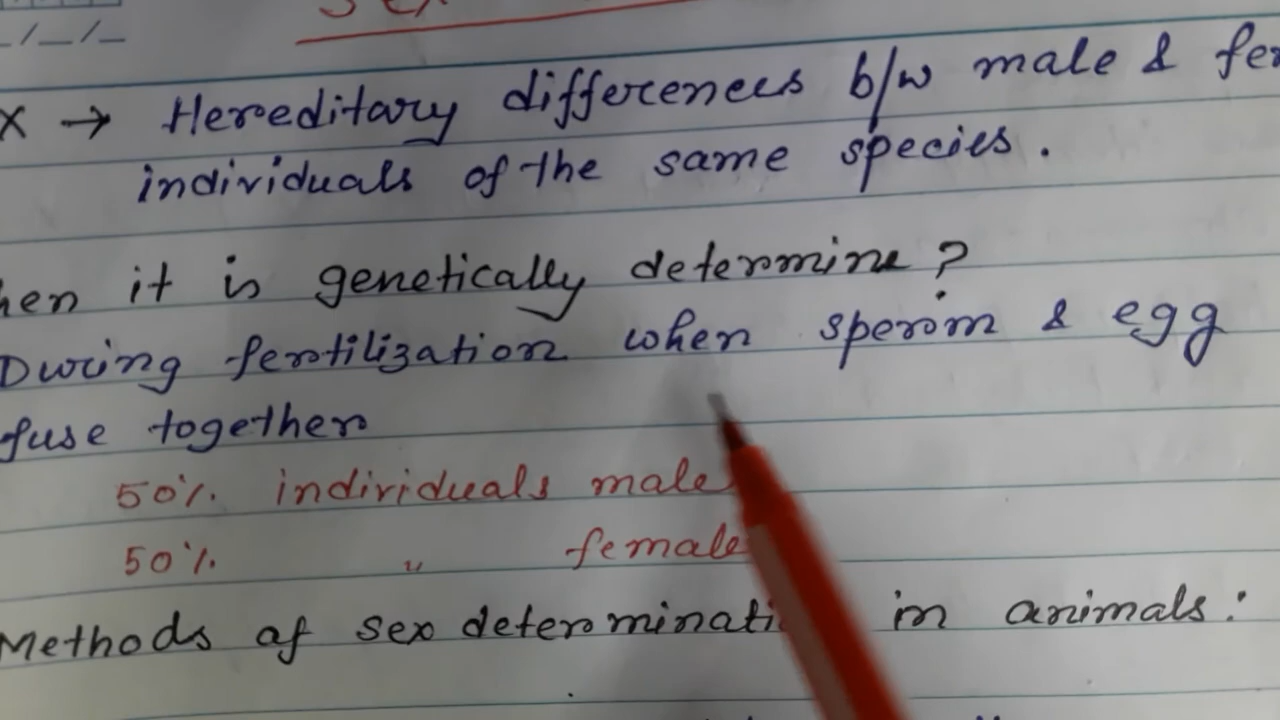 X → Hereditary differences b/w male & fe
individuals of the same species.
hen it is genetically determine?
During fertilization when sperm & egg
fuse together
50% individuals male
50% " female
Methods of sex determinati in animals: